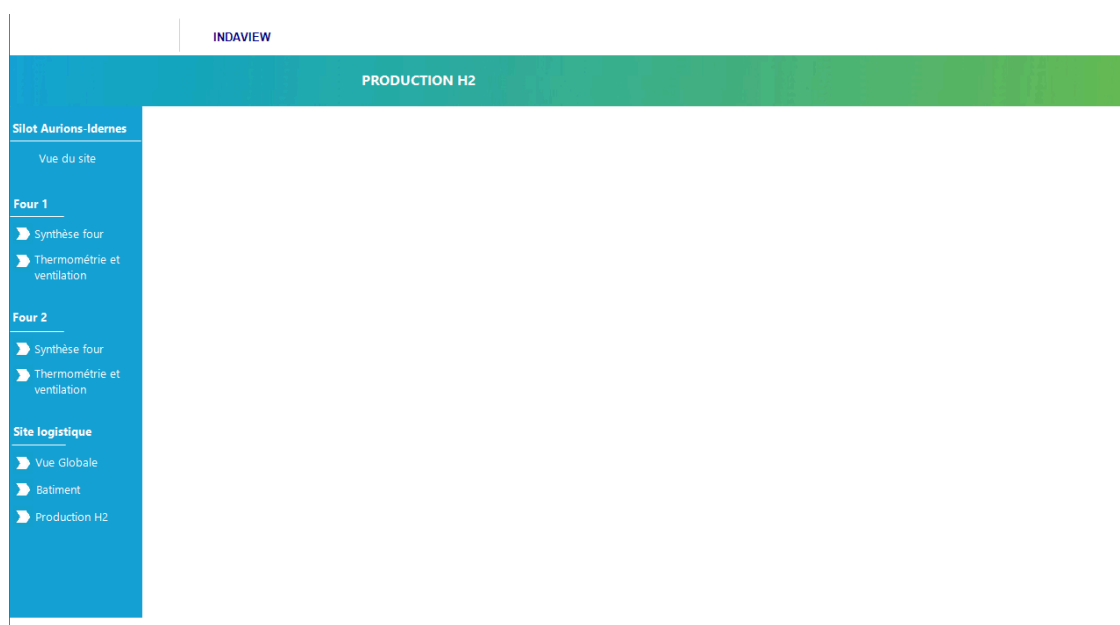 INDAVIEW
PRODUCTION H2
Silot Aurions-Idernes
Vue du site
Four 1
Synthèse four
Thermométrie et
ventilation
Four 2
Synthèse four
Thermométrie et
ventilation
Site logistique
Vue Globale
Batiment
Production H2